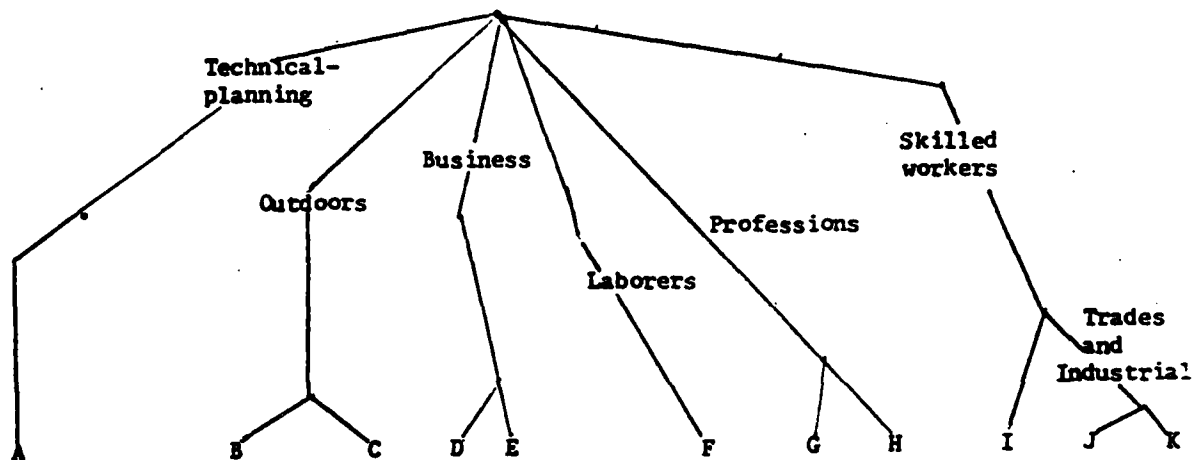 Technical-
planning
Skilled
workers
Business
Outdoors
Professions
Laborers
Trades
and
Industrial
A
B
C
D
E
F
G
H
I
J
K